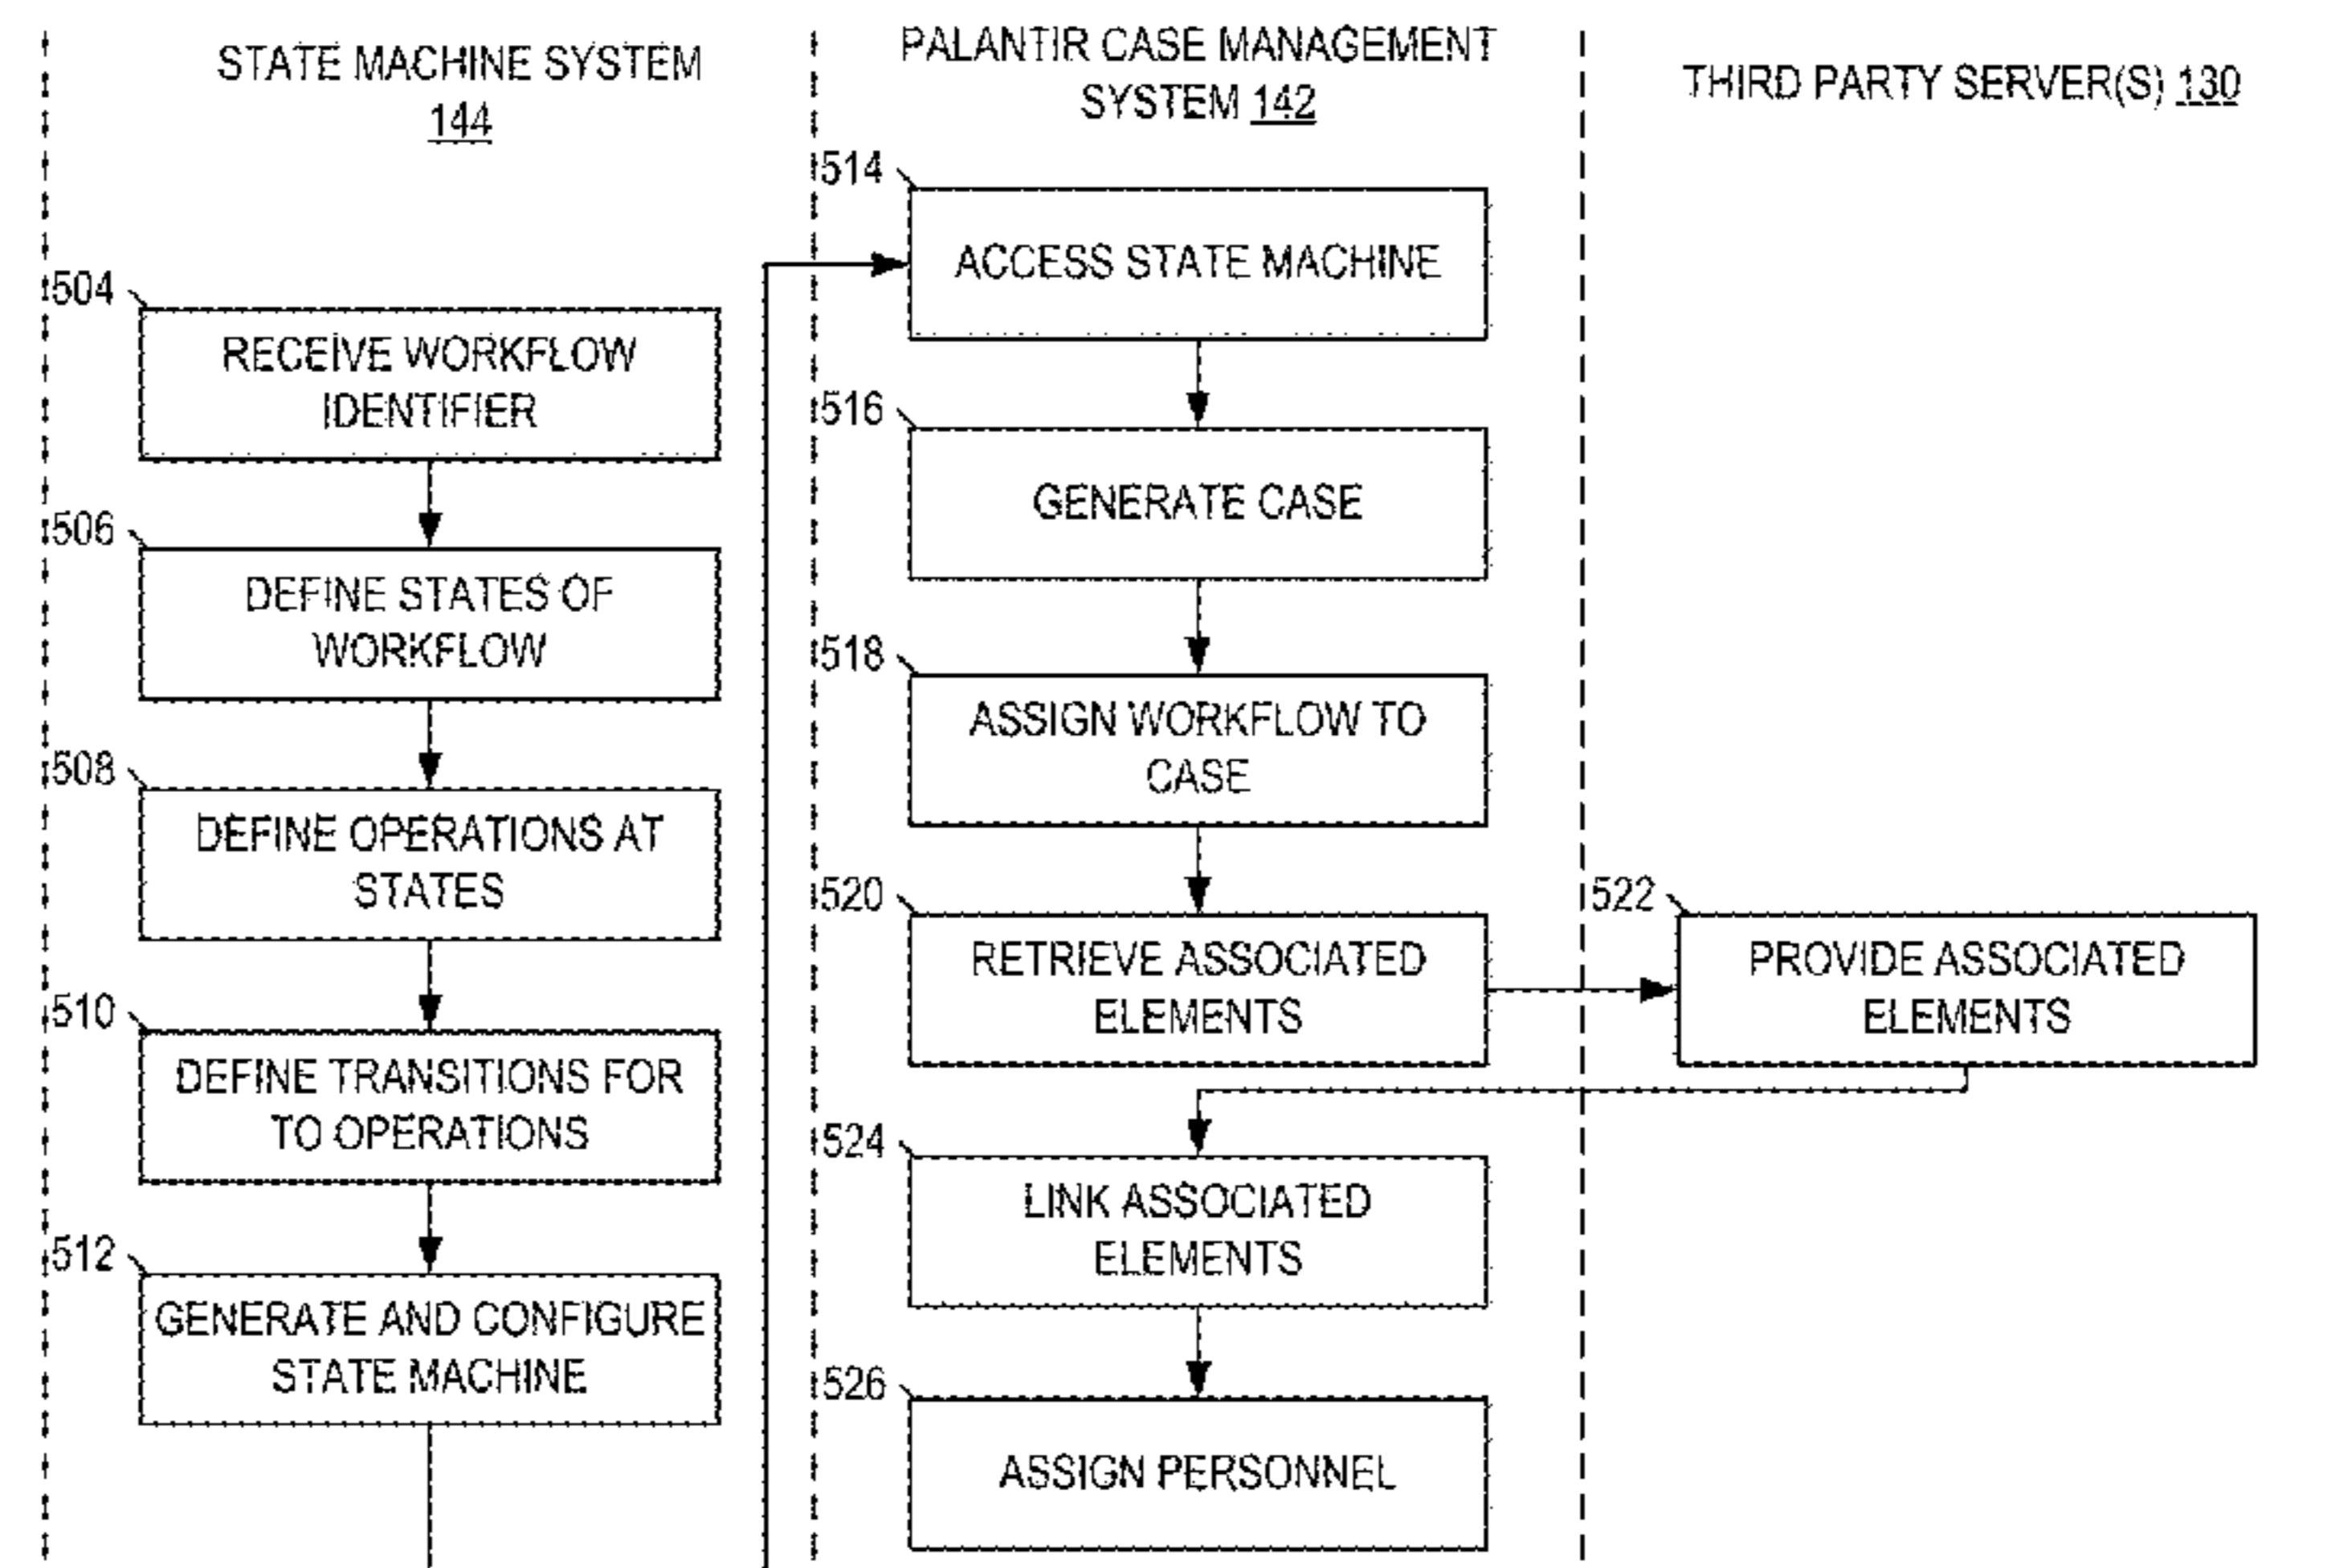 STATE MACHINE SYSTEM
144
504
RECEIVE WORKFLOW
IDENTIFIER
506
DEFINE STATES OF
WORKFLOW
508
DEFINE OPERATIONS AT
STATES
510
DEFINE TRANSITIONS FOR
TO OPERATIONS
512
GENERATE AND CONFIGURE
STATE MACHINE
PALANTIR CASE MANAGEMENT
SYSTEM 142
514
ACCESS STATE MACHINE
516
GENERATE CASE
518
ASSIGN WORKFLOW TO
CASE
520
RETRIEVE ASSOCIATED
ELEMENTS
524
LINK ASSOCIATED
ELEMENTS
526
ASSIGN PERSONNEL
THIRD PARTY SERVER(S) 130
522
PROVIDE ASSOCIATED
ELEMENTS